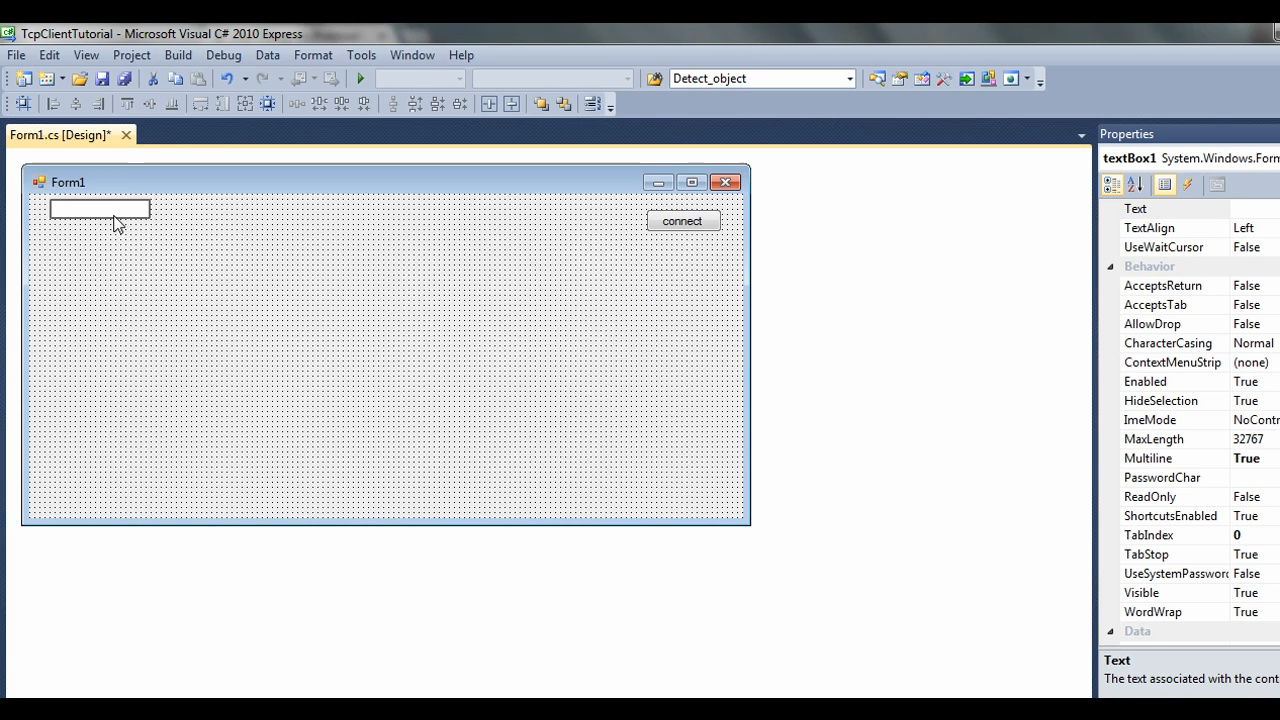 TcpClientTutorial - Microsoft Visual C# 2010 Express
File Edit View Project Build Debug Data Format Tools Window Help
Detect_object
Form1.cs [Design]*
Form1
connect
Properties
textBox1 System.Windows.Form
Text
TextAlign Left
UseWaitCursor False
Behavior
AcceptsReturn False
AcceptsTab False
AllowDrop False
CharacterCasing Normal
ContextMenuStrip (none)
Enabled True
HideSelection True
ImeMode NoContr
MaxLength 32767
Multiline True
PasswordChar
ReadOnly False
ShortcutsEnabled True
TabIndex 0
TabStop True
UseSystemPassword False
Visible True
WordWrap True
Data
Text
The text associated with the cont